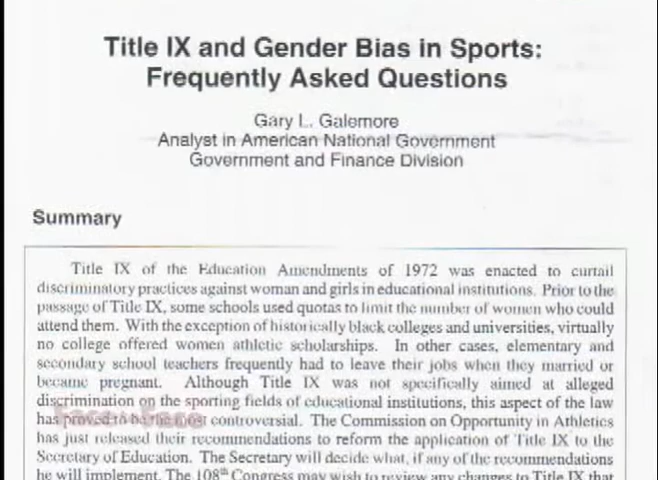 Title IX and Gender Bias in Sports:
Frequently Asked Questions
Gary L. Galemore
Analyst in American National Government
Government and Finance Division
Summary
Title IX of the Education Amendments of 1972 was enacted to curtail
discriminatory practices against woman and girls in educational institutions. Prior to the
passage of Title IX, some schools used quotas to limit the number of women who could
attend them. With the exception of historically black colleges and universities, virtually
no college offered women athletic scholarships. In other cases, elementary and
secondary school teachers frequently had to leave their jobs when they married or
became pregnant. Although Title IX was not specifically aimed at alleged
discrimination on the sporting fields of educational institutions, this aspect of the law
has proved to be the most controversial. The Commission on Opportunity in Athletics
has just released their recommendations to reform the application of Title IX to the
Secretary of Education. The Secretary will decide what, if any of the recommendations
he will implement. The 108th Congress may wish to review any changes to Title IX that